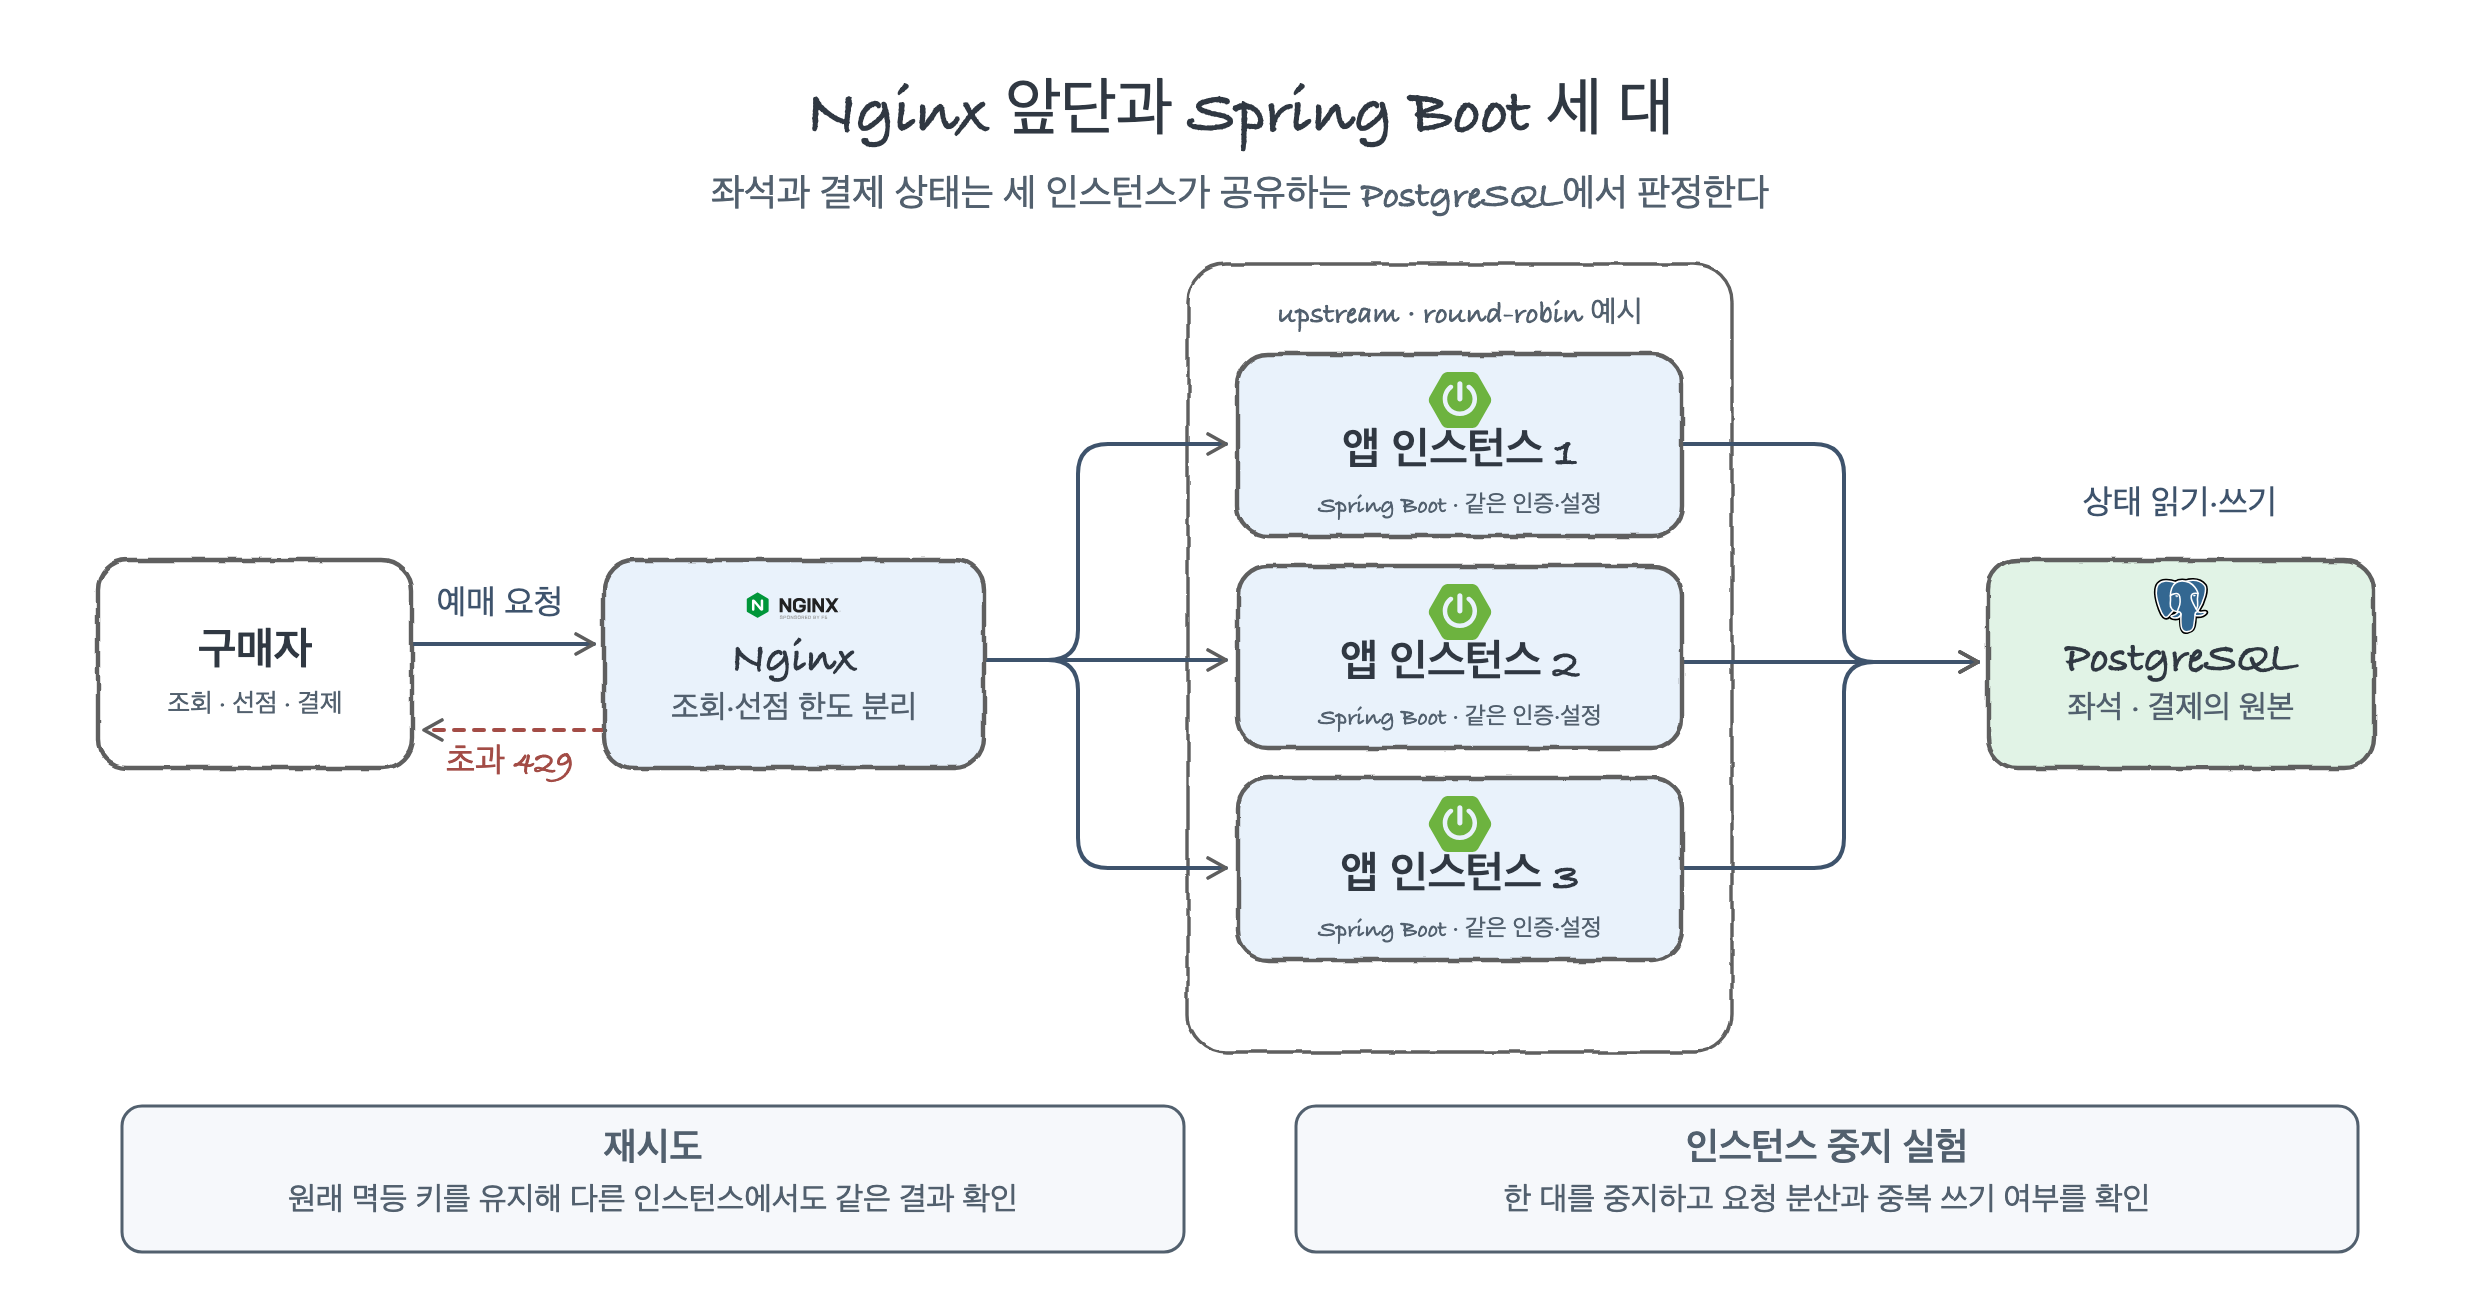 Nginx 앞단과 Spring Boot 세 대
좌석과 결제 상태는 세 인스턴스가 공유하는 PostgreSQL에서 판정한다
upstream · round-robin 예시
앱 인스턴스 1
Spring Boot · 같은 인증·설정
상태 읽기·쓰기
구매자
조회 · 선점 · 결제
예매 요청
초과 429
NGINX
Nginx
조회·선점 한도 분리
앱 인스턴스 2
Spring Boot · 같은 인증·설정
PostgreSQL
좌석 · 결제의 원본
앱 인스턴스 3
Spring Boot · 같은 인증·설정
재시도
원래 멱등 키를 유지해 다른 인스턴스에서도 같은 결과 확인
인스턴스 중지 실험
한 대를 중지하고 요청 분산과 중복 쓰기 여부를 확인